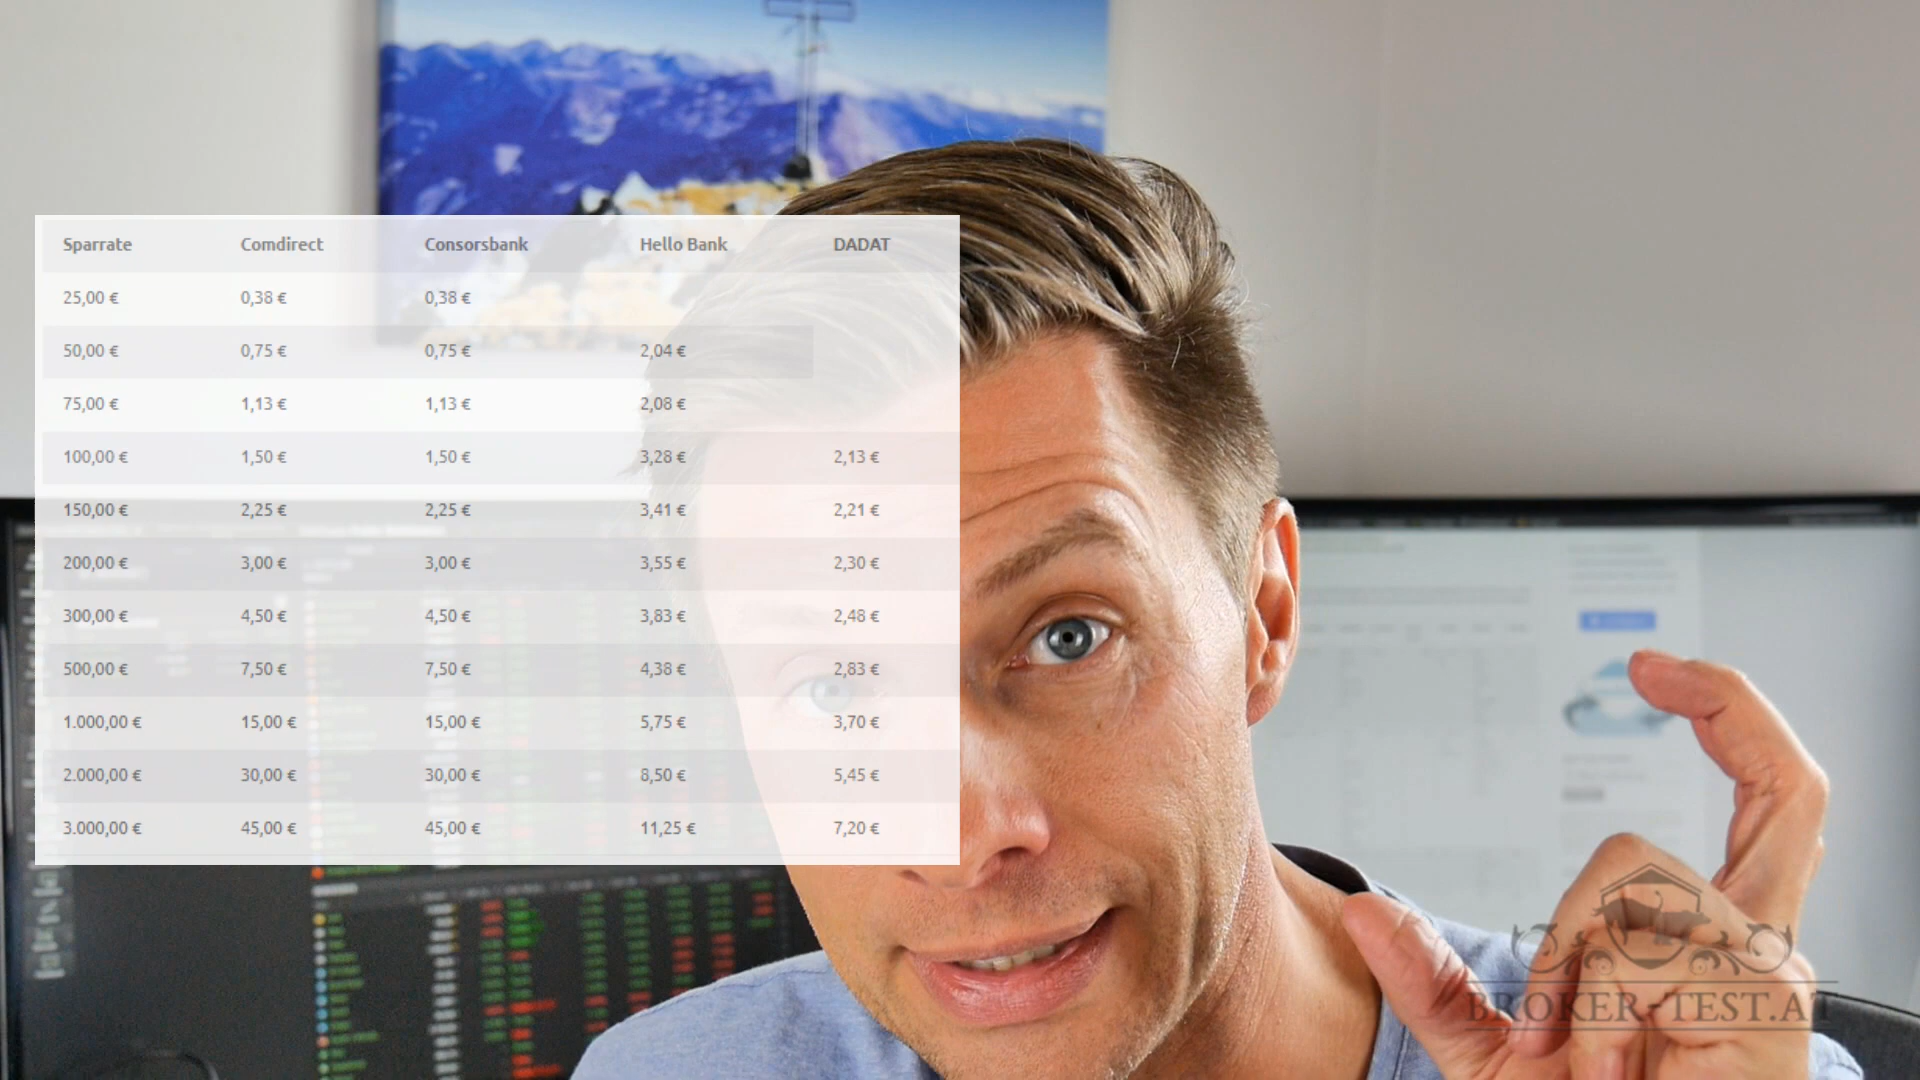 Sparrate Comdirect Consorsbank Hello Bank DADAT
25,00 € 0,38 € 0,38 €
50,00 € 0,75 € 0,75 € 2,04 €
75,00 € 1,13 € 1,13 € 2,08 €
100,00 € 1,50 € 1,50 € 3,28 € 2,13 €
150,00 € 2,25 € 2,25 € 3,41 € 2,21 €
200,00 € 3,00 € 3,00 € 3,55 € 2,30 €
300,00 € 4,50 € 4,50 € 3,83 € 2,48 €
500,00 € 7,50 € 7,50 € 4,38 € 2,83 €
1.000,00 € 15,00 € 15,00 € 5,75 € 3,70 €
2.000,00 € 30,00 € 30,00 € 8,50 € 5,45 €
3.000,00 € 45,00 € 45,00 € 11,25 € 7,20 €
BROKER-TEST.AT